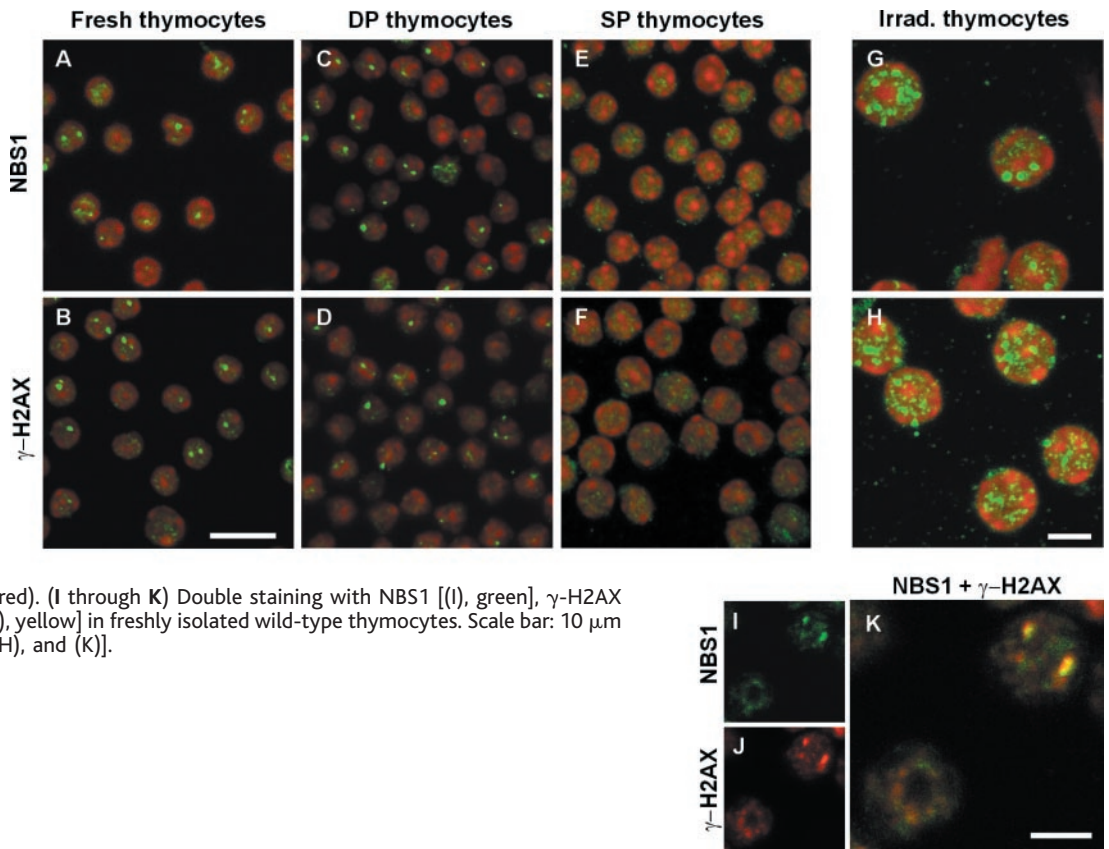 Fresh thymocytes DP thymocytes SP thymocytes Irrad. thymocytes
NBS1
A C E G
γ–H2AX
B D F H
red). (I through K) Double staining with NBS1 [(I), green], γ-H2AX
), yellow] in freshly isolated wild-type thymocytes. Scale bar: 10 μm
H), and (K)].
NBS1 + γ–H2AX
NBS1
I K
γ–H2AX
J